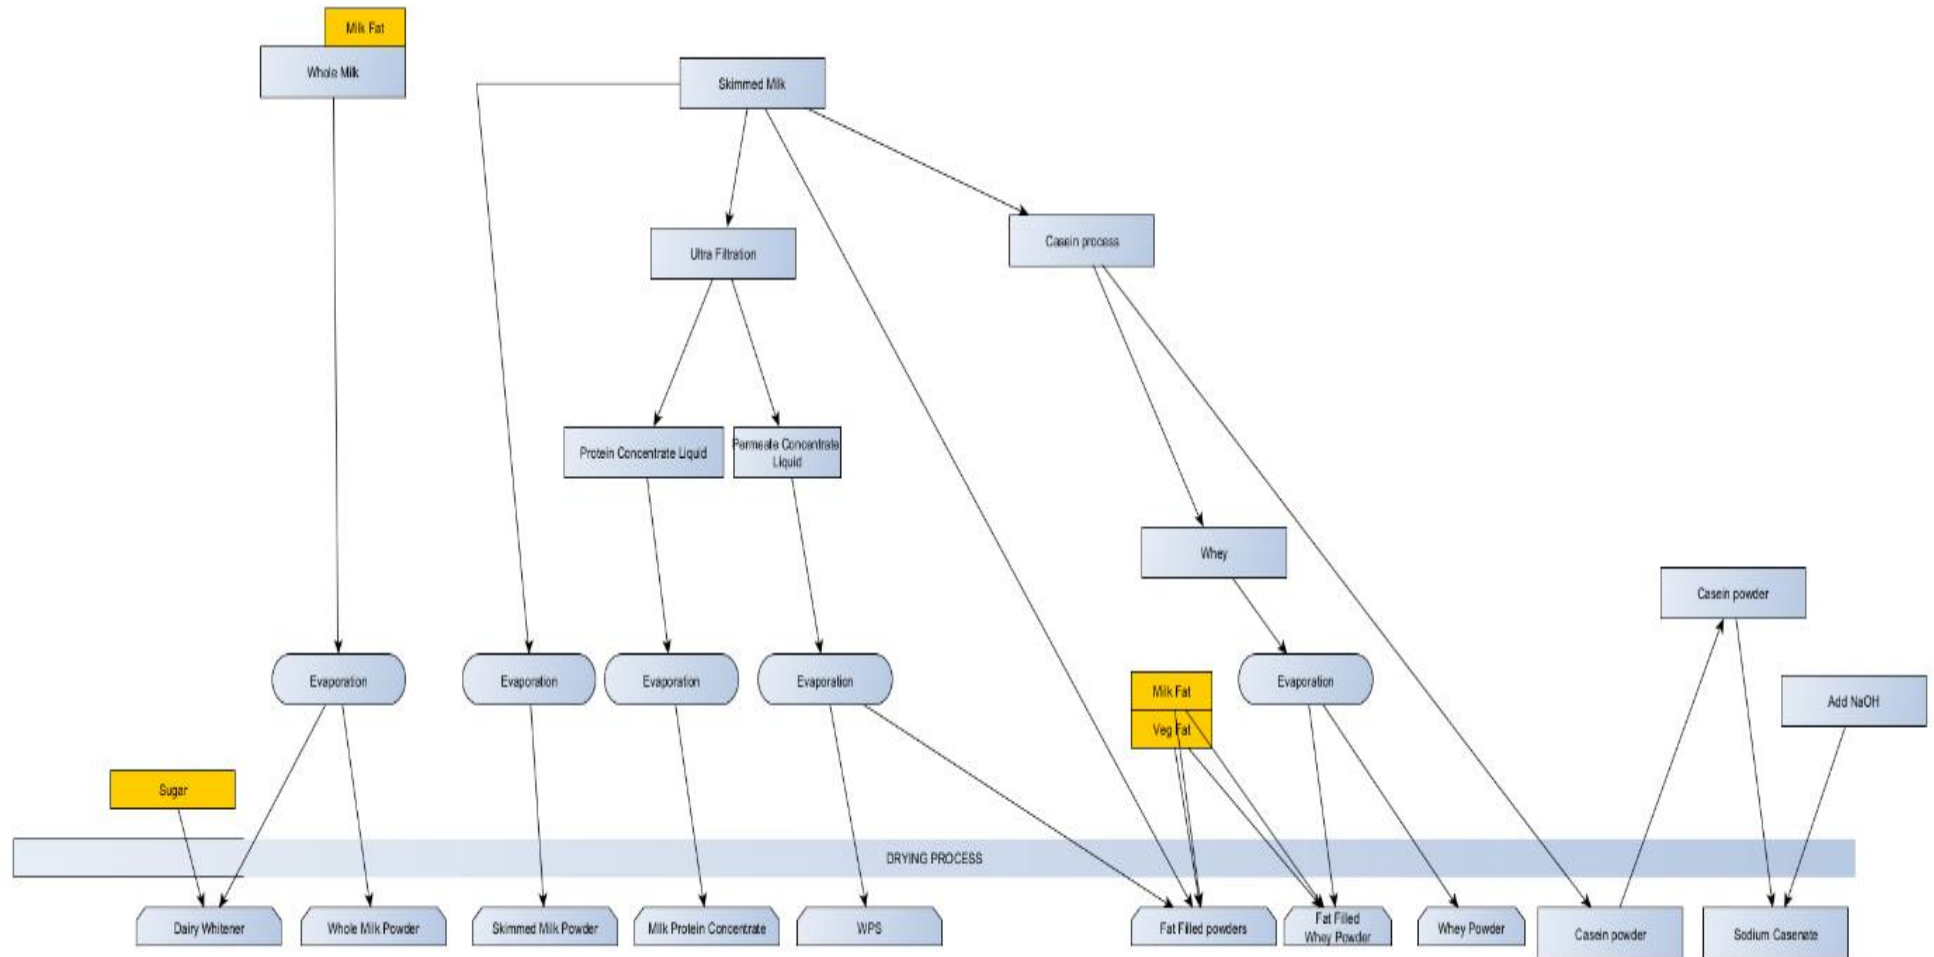 Milk Fat
Whole Milk
Skimmed Milk
Ultra Filtration
Casein process
Protein Concentrate Liquid
Permeate Concentrate
Liquid
Whey
Casein powder
Evaporation
Evaporation
Evaporation
Evaporation
Milk Fat
Veg Fat
Evaporation
Add NaOH
Sugar
DRYING PROCESS
Dairy Whitener
Whole Milk Powder
Skimmed Milk Powder
Milk Protein Concentrate
WPS
Fat Filled powders
Fat Filled
Whey Powder
Whey Powder
Casein powder
Sodium Casenate